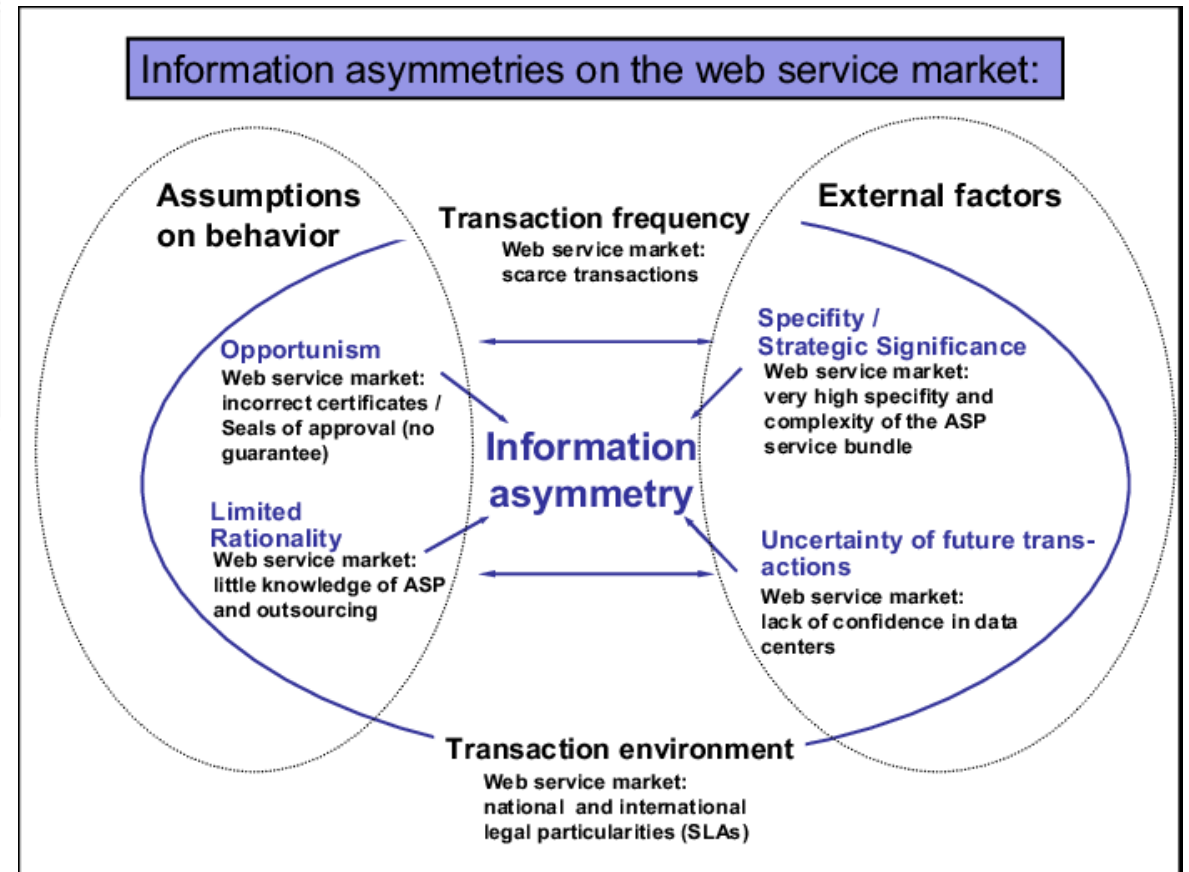 Information asymmetries on the web service market:
Assumptions
on behavior
Transaction frequency
Web service market:
scarce transactions
External factors
Opportunism
Web service market:
incorrect certificates /
Seals of approval (no
guarantee)
Specifity /
Strategic Significance
Web service market:
very high specifity and
complexity of the ASP
service bundle
Information
asymmetry
Limited
Rationality
Web service market:
little knowledge of ASP
and outsourcing
Uncertainty of future trans-
actions
Web service market:
lack of confidence in data
centers
Transaction environment
Web service market:
national and international
legal particularities (SLAs)